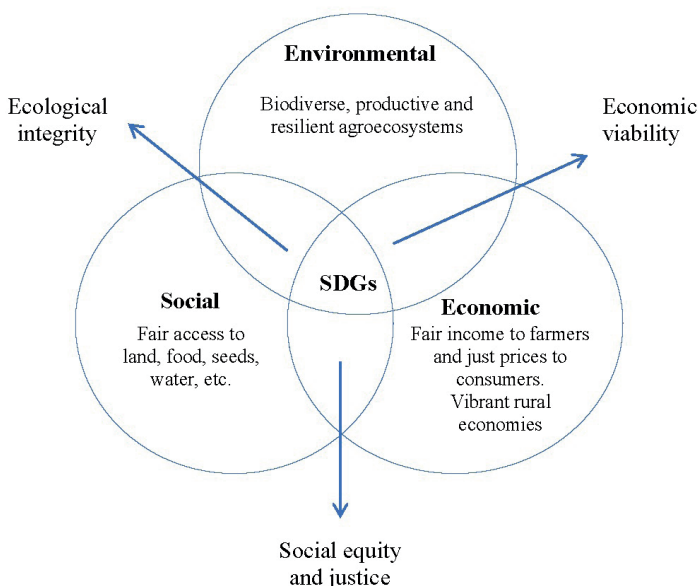 Environmental
Biodiverse, productive and
resilient agroecosystems
Ecological
integrity
Economic
viability
SDGs
Social
Fair access to
land, food, seeds,
water, etc.
Economic
Fair income to farmers
and just prices to
consumers.
Vibrant rural
economies
Social equity
and justice